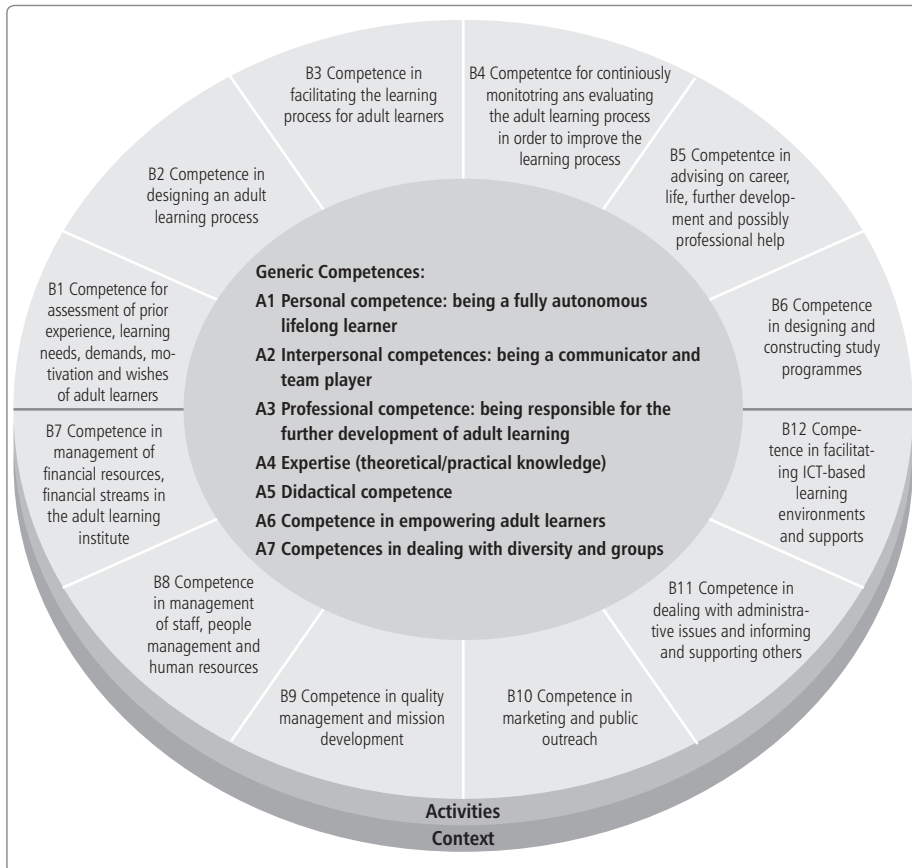 B3 Competence in
facilitating the learning
process for adult learners
B4 Competentce for continiously
monitotring ans evaluating
the adult learning process
in order to improve the
learning process
B2 Competence in
designing an adult
learning process
B5 Competentce in
advising on career,
life, further develop-
ment and possibly
professional help
B1 Competence for
assessment of prior
experience, learning
needs, demands, mo-
tivation and wishes
of adult learners
B6 Competence
in designing and
constructing study
programmes
Generic Competences:
A1 Personal competence: being a fully autonomous
lifelong learner
A2 Interpersonal competences: being a communicator and
team player
A3 Professional competence: being responsible for the
further development of adult learning
A4 Expertise (theoretical/practical knowledge)
A5 Didactical competence
A6 Competence in empowering adult learners
A7 Competences in dealing with diversity and groups
B7 Competence in
management of
financial resources,
financial streams in
the adult learning
institute
B12 Compe-
tence in facilitat-
ing ICT-based
learning
environments
and supports
B8 Competence
in management
of staff, people
management and
human resources
B11 Competence in
dealing with administra-
tive issues and informing
and supporting others
B9 Competence in quality
management and mission
development
B10 Competence in
marketing and public
outreach
Activities
Context